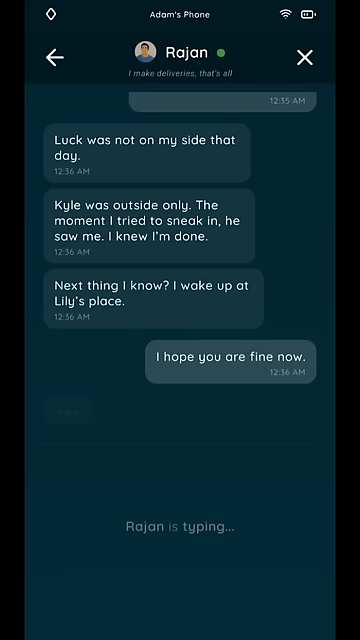 Adam's Phone
Rajan
I make deliveries, that's all
12:35 AM
Luck was not on my side that
day.
12:36 AM
Kyle was outside only. The
moment I tried to sneak in, he
saw me. I knew I'm done.
12:36 AM
Next thing I know? I wake up at
Lily's place.
12:36 AM
I hope you are fine now.
12:36 AM
Rajan is typing...